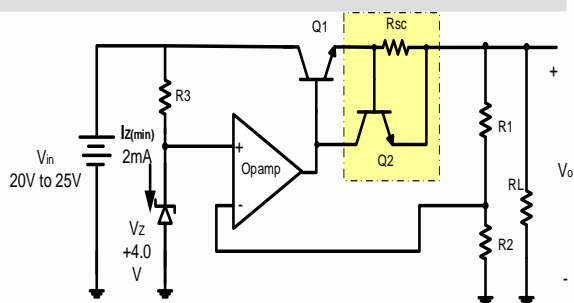 Q1
Rsc
R3
R1
Iz(min)
2mA
Vin
20V to 25V
+
Opamp
-
Q2
+
Vo
RL
Vz
+4.0
V
R2
-